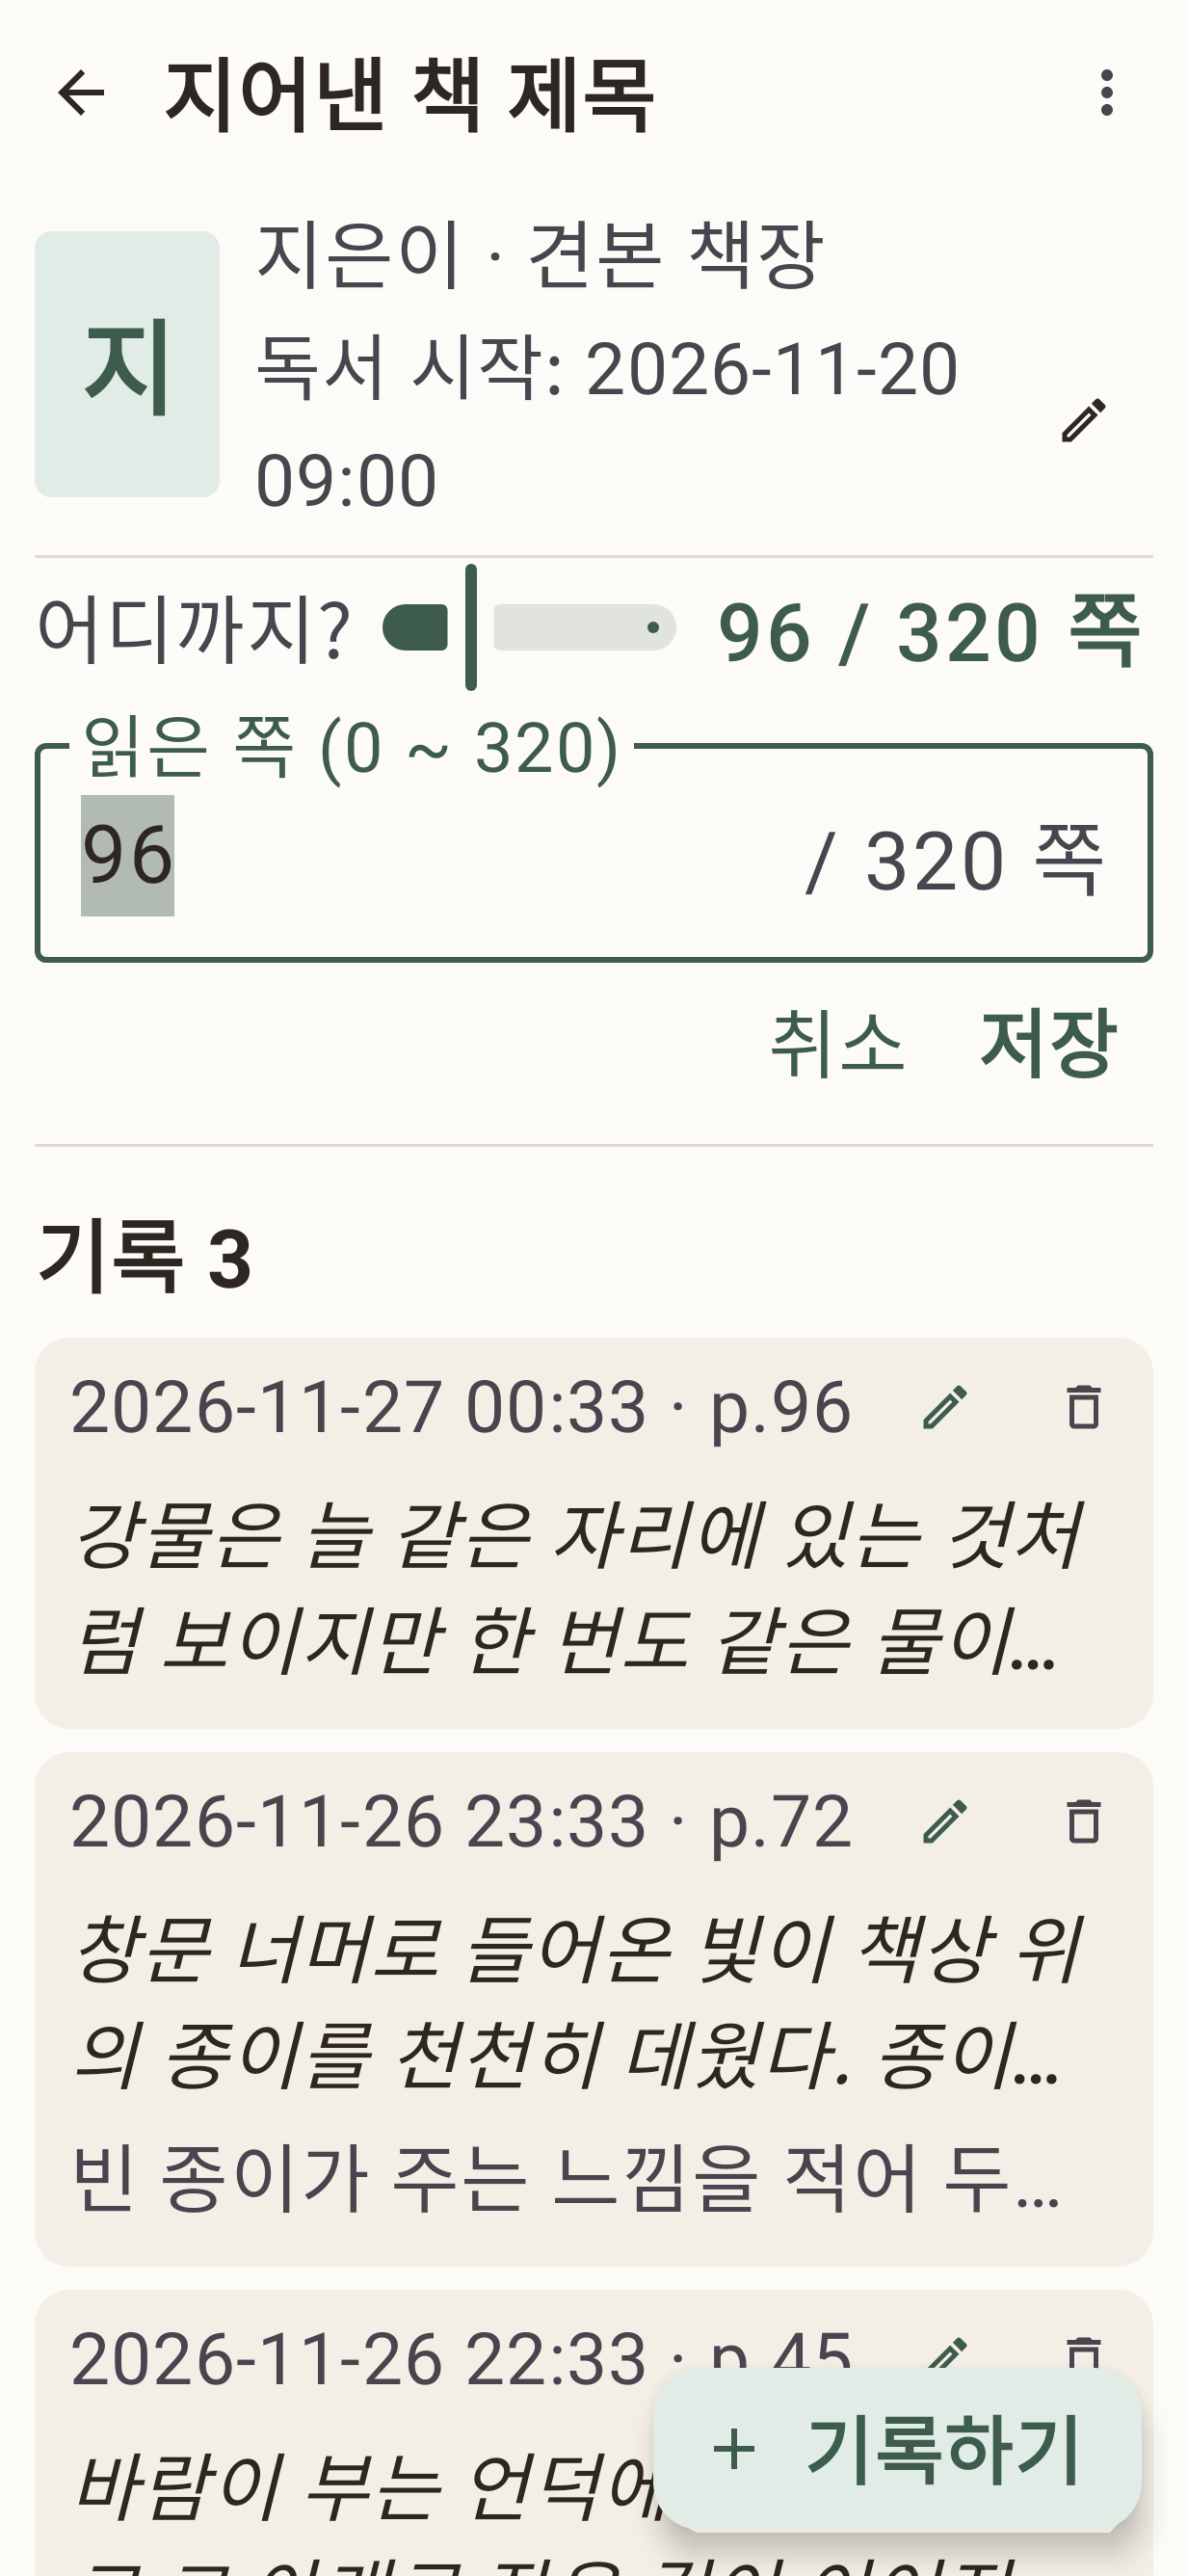 지어낸 책 제목
지
지은이 · 견본 책장
독서 시작: 2026-11-20
09:00
어디까지?
96 / 320 쪽
읽은 쪽 (0 ~ 320)
96
/ 320 쪽
취소
저장
기록 3
2026-11-27 00:33 · p.96
강물은 늘 같은 자리에 있는 것처
럼 보이지만 한 번도 같은 물이…
2026-11-26 23:33 · p.72
창문 너머로 들어온 빛이 책상 위
의 종이를 천천히 데웠다. 종이…
빈 종이가 주는 느낌을 적어 두…
2026-11-26 22:33 · p.45
바람이 부는 언덕에
+ 기록하기